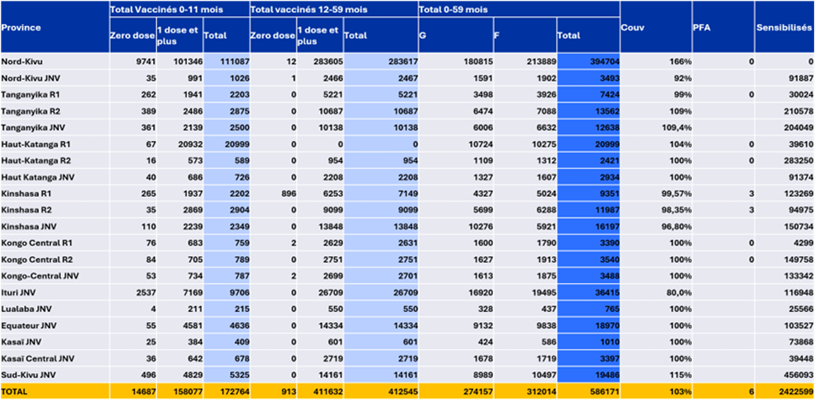 Province Total Vaccinés 0-11 mois Total vaccinés 12-59 mois Total 0-59 mois Couv PFA Sensibilisés
Zero dose 1 dose et plus Total Zero dose 1 dose et plus Total G F Total
Nord-Kivu 9741 101346 111087 12 283605 283617 180815 213889 394704 166% 0 0
Nord-Kivu JNV 35 991 1026 1 2466 2467 1591 1902 3493 92% 91887
Tanganyika R1 262 1941 2203 0 5221 5221 3498 3926 7424 99% 0 30024
Tanganyika R2 389 2486 2875 0 10687 10687 6474 7088 13562 109% 210578
Tanganyika JNV 361 2139 2500 0 10138 10138 6006 6632 12638 109,4% 204049
Haut-Katanga R1 67 20932 20999 0 0 0 10724 10275 20999 104% 0 39610
Haut-Katanga R2 16 573 589 0 954 954 1109 1312 2421 100% 0 283250
Haut Katanga JNV 40 686 726 0 2208 2208 1327 1607 2934 100% 91374
Kinshasa R1 265 1937 2202 896 6253 7149 4327 5024 9351 99,57% 3 123269
Kinshasa R2 35 2869 2904 0 9099 9099 5699 6288 11987 98,35% 3 94975
Kinshasa JNV 110 2239 2349 0 13848 13848 10276 5921 16197 96,80% 150734
Kongo Central R1 76 683 759 2 2629 2631 1600 1790 3390 100% 0 4299
Kongo Central R2 84 705 789 0 2751 2751 1627 1913 3540 100% 0 149758
Kongo-Central JNV 53 734 787 2 2699 2701 1613 1875 3488 100% 133342
Ituri JNV 2537 7169 9706 0 26709 26709 16920 19495 36415 80,0% 116948
Lualaba JNV 4 211 215 0 550 550 328 437 765 100% 25566
Equateur JNV 55 4581 4636 0 14334 14334 9132 9838 18970 100% 103527
Kasaï JNV 25 384 409 0 601 601 424 586 1010 100% 73868
Kasaï Central JNV 36 642 678 0 2719 2719 1678 1719 3397 100% 39448
Sud-Kivu JNV 496 4829 5325 0 14161 14161 8989 10497 19486 115% 456093
TOTAL 14687 158077 172764 913 411632 412545 274157 312014 586171 103% 6 2422599